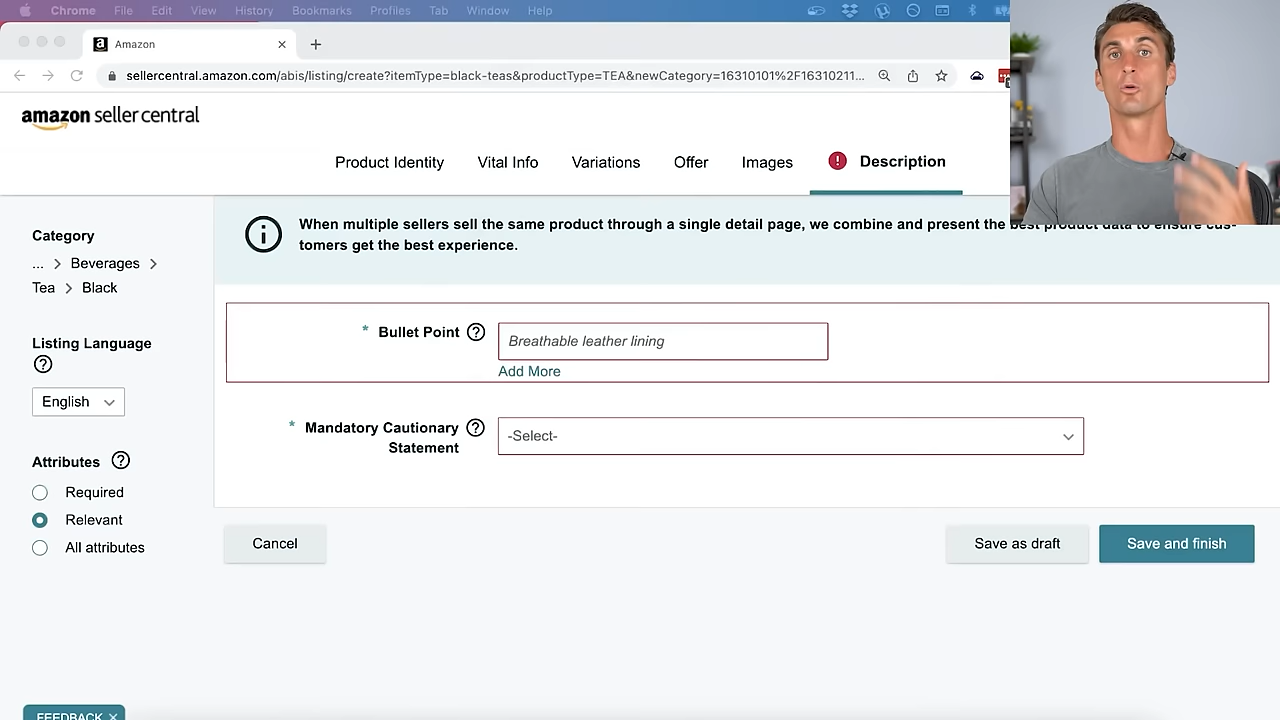 Chrome File Edit View History Bookmarks Profiles Tab Window Help
Amazon
sellercentral.amazon.com/abis/listing/create?itemType=black-teas&productType=TEA&newCategory=16310101%2F16310211...
amazon seller central
Product Identity Vital Info Variations Offer Images Description
Category
... > Beverages >
Tea > Black
Listing Language
English
Attributes
Required
Relevant
All attributes
When multiple sellers sell the same product through a single detail page, we combine and present the best product data to ensure cus-
tomers get the best experience.
* Bullet Point
Breathable leather lining
Add More
* Mandatory Cautionary
Statement
-Select-
Cancel
Save as draft
Save and finish
FEEDBACK